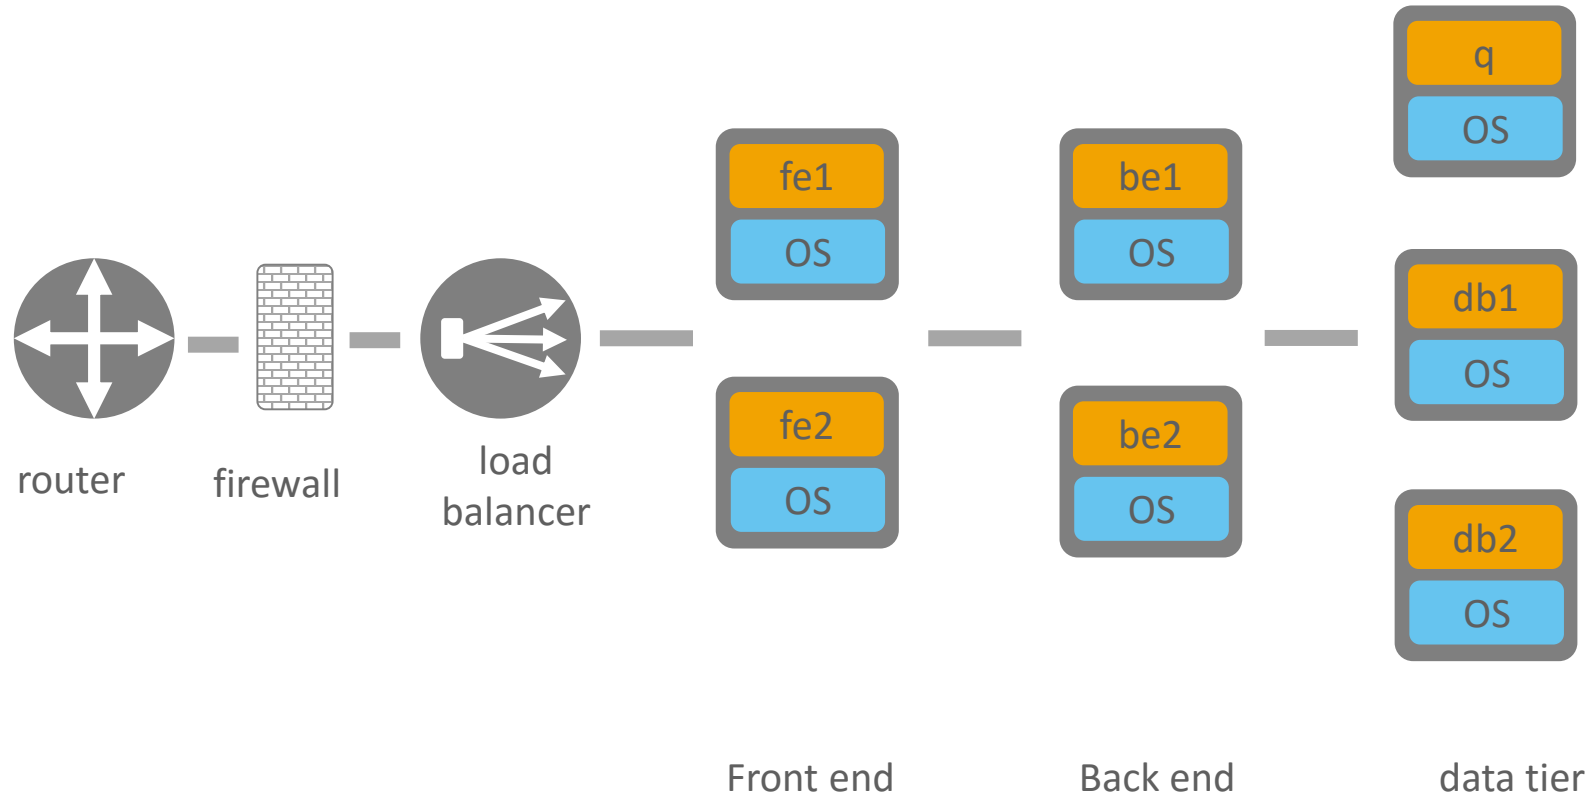 q
OS
fe1
OS
be1
OS
db1
OS
fe2
OS
be2
OS
db2
OS
router
firewall
load
balancer
Front end
Back end
data tier